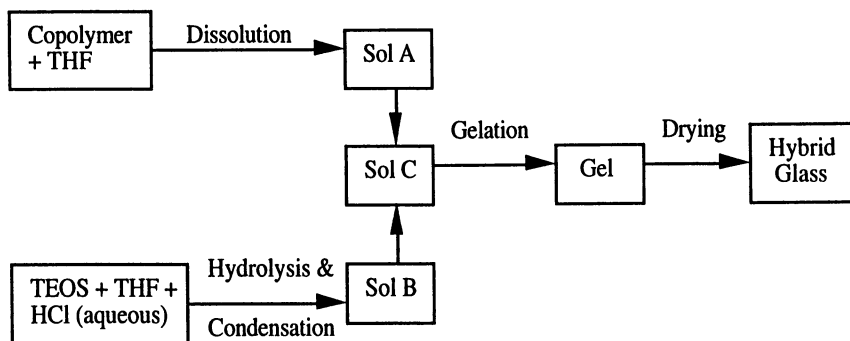 Copolymer
+ THF
Dissolution
Sol A
Sol C
Gelation
Gel
Drying
Hybrid
Glass
TEOS + THF +
HCl (aqueous)
Hydrolysis &
Condensation
Sol B